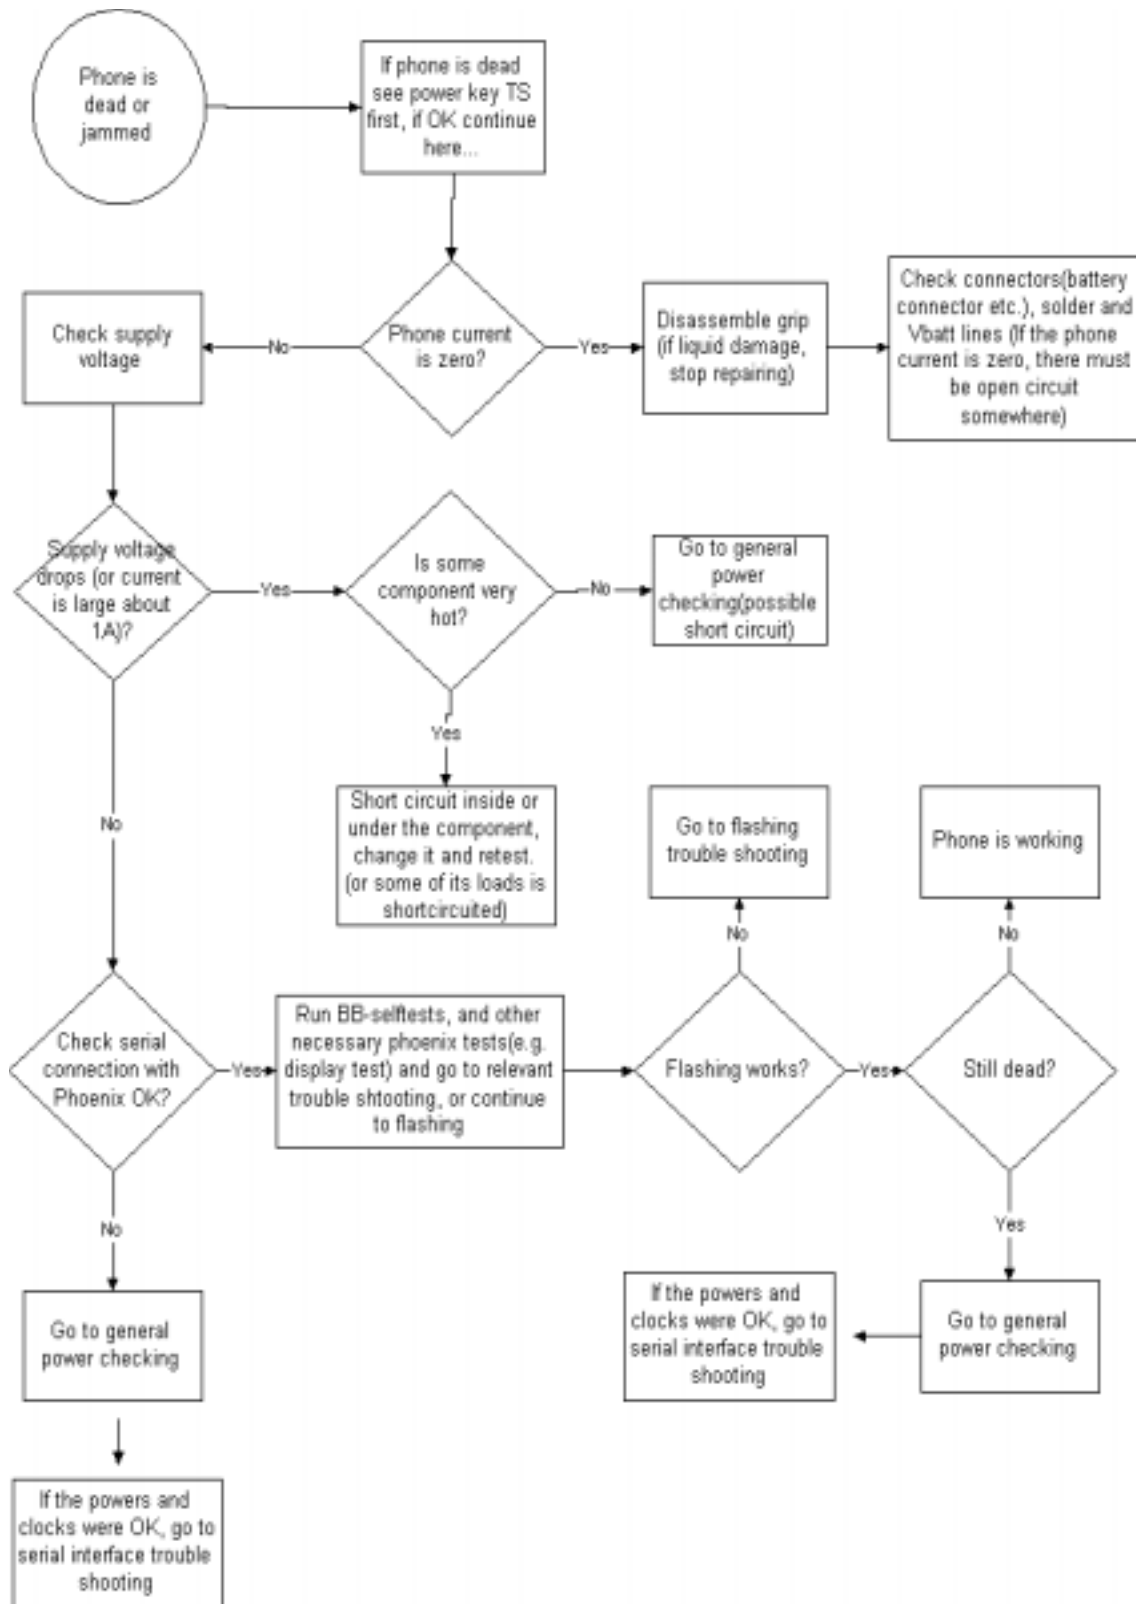 Phone is
dead or
jammed
If phone is dead
see power key TS
first, if OK continue
here...
Phone current
is zero?
No
Yes
Check supply
voltage
Disassemble grip
(if liquid damage,
stop repairing)
Check connectors(battery
connector etc.), solder and
Vbatt lines (If the phone
current is zero, there must
be open circuit
somewhere)
Supply voltage
drops (or current
is large about
1A)?
Yes
Is some
component very
hot?
No
Go to general
power
checking(possible
short circuit)
Yes
Short circuit inside or
under the component,
change it and retest.
(or some of its loads is
shortcircuited)
No
Check serial
connection with
Phoenix OK?
Yes
Run BB-selftests, and other
necessary phoenix tests(e.g.
display test) and go to relevant
trouble shtooting, or continue
to flashing
Flashing works?
No
Go to flashing
trouble shooting
Yes
Still dead?
No
Phone is working
Yes
Go to general
power checking
If the powers and
clocks were OK, go to
serial interface trouble
shooting
No
Go to general
power checking
If the powers and
clocks were OK, go to
serial interface trouble
shooting